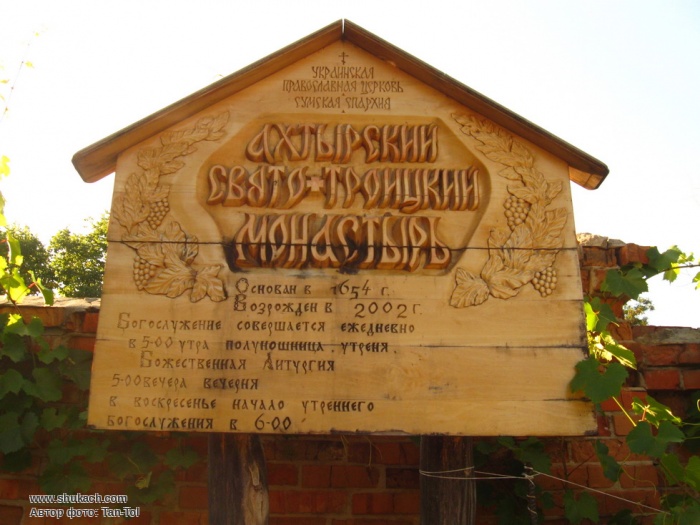 УКРАИНСКАЯ
ПРАВОСЛАВНАЯ ЦЕРКОВЬ
СУМСКАЯ ЕПАРХИЯ
АХТЫРСКИЙ
СВЯТО-ТРОИЦКИЙ
МОНАСТЫРЬ
Основан в 1654 г.
Возрожден в 2002 г.
Богослужение совершается ежедневно
в 5-00 утра полуношница, утреня.
Божественная Литургия
5-00 вечера вечерня
в воскресенье начало утреннего
богослужения в 6-00
www.shukach.com
Автор фото: Tan-Tol